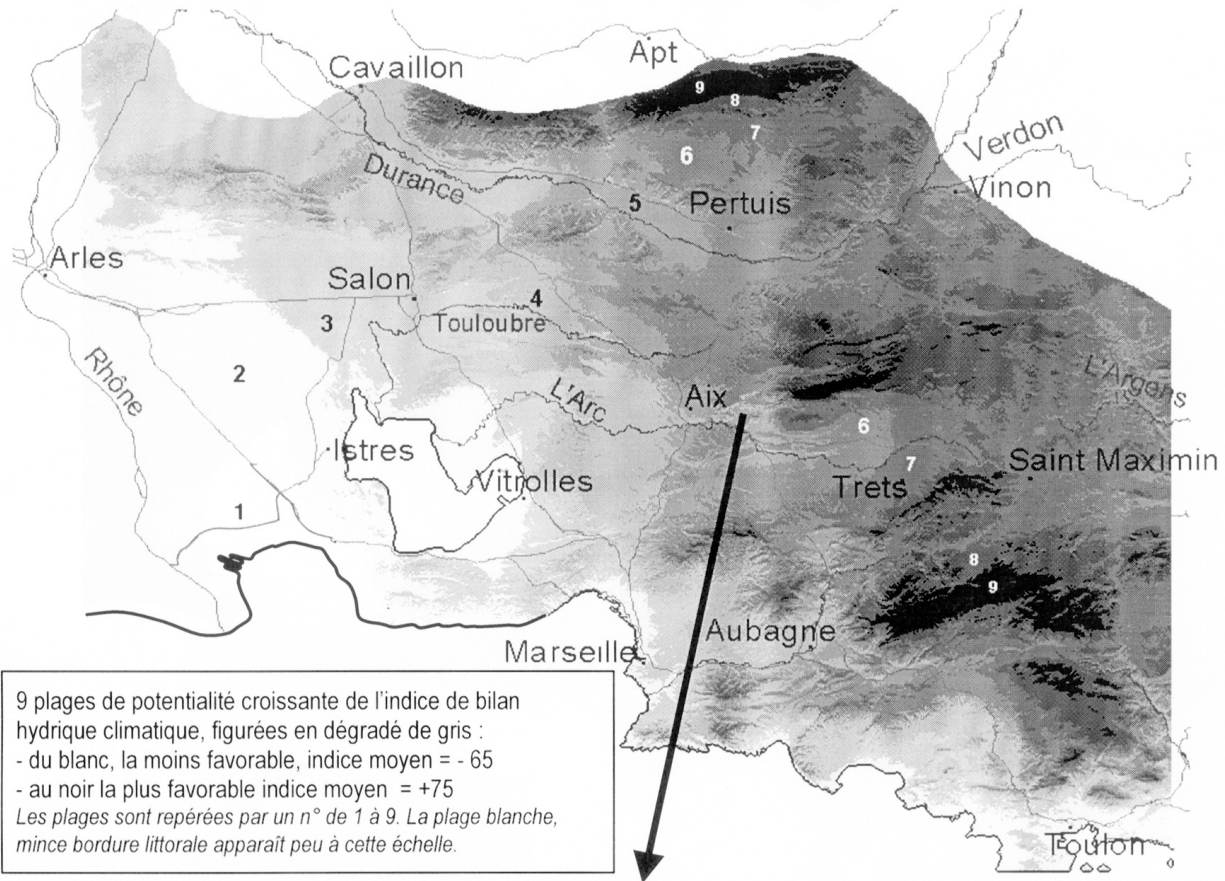 Apt
Cavaillon
9
8
7
6
Verdon
Vinon
Durance
5
Pertuis
Arles
Salon
4
3
Touloubre
2
Rhône
L'Arc
Aix
L'Argens
6
Istres
7
Saint Maximin
Vitrolles
Trets
1
8
9
Aubagne
Marseille
9 plages de potentialité croissante de l'indice de bilan
hydrique climatique, figurées en dégradé de gris :
- du blanc, la moins favorable, indice moyen = - 65
- au noir la plus favorable indice moyen = +75
Les plages sont repérées par un n° de 1 à 9. La plage blanche,
mince bordure littorale apparaît peu à cette échelle.
Toulon